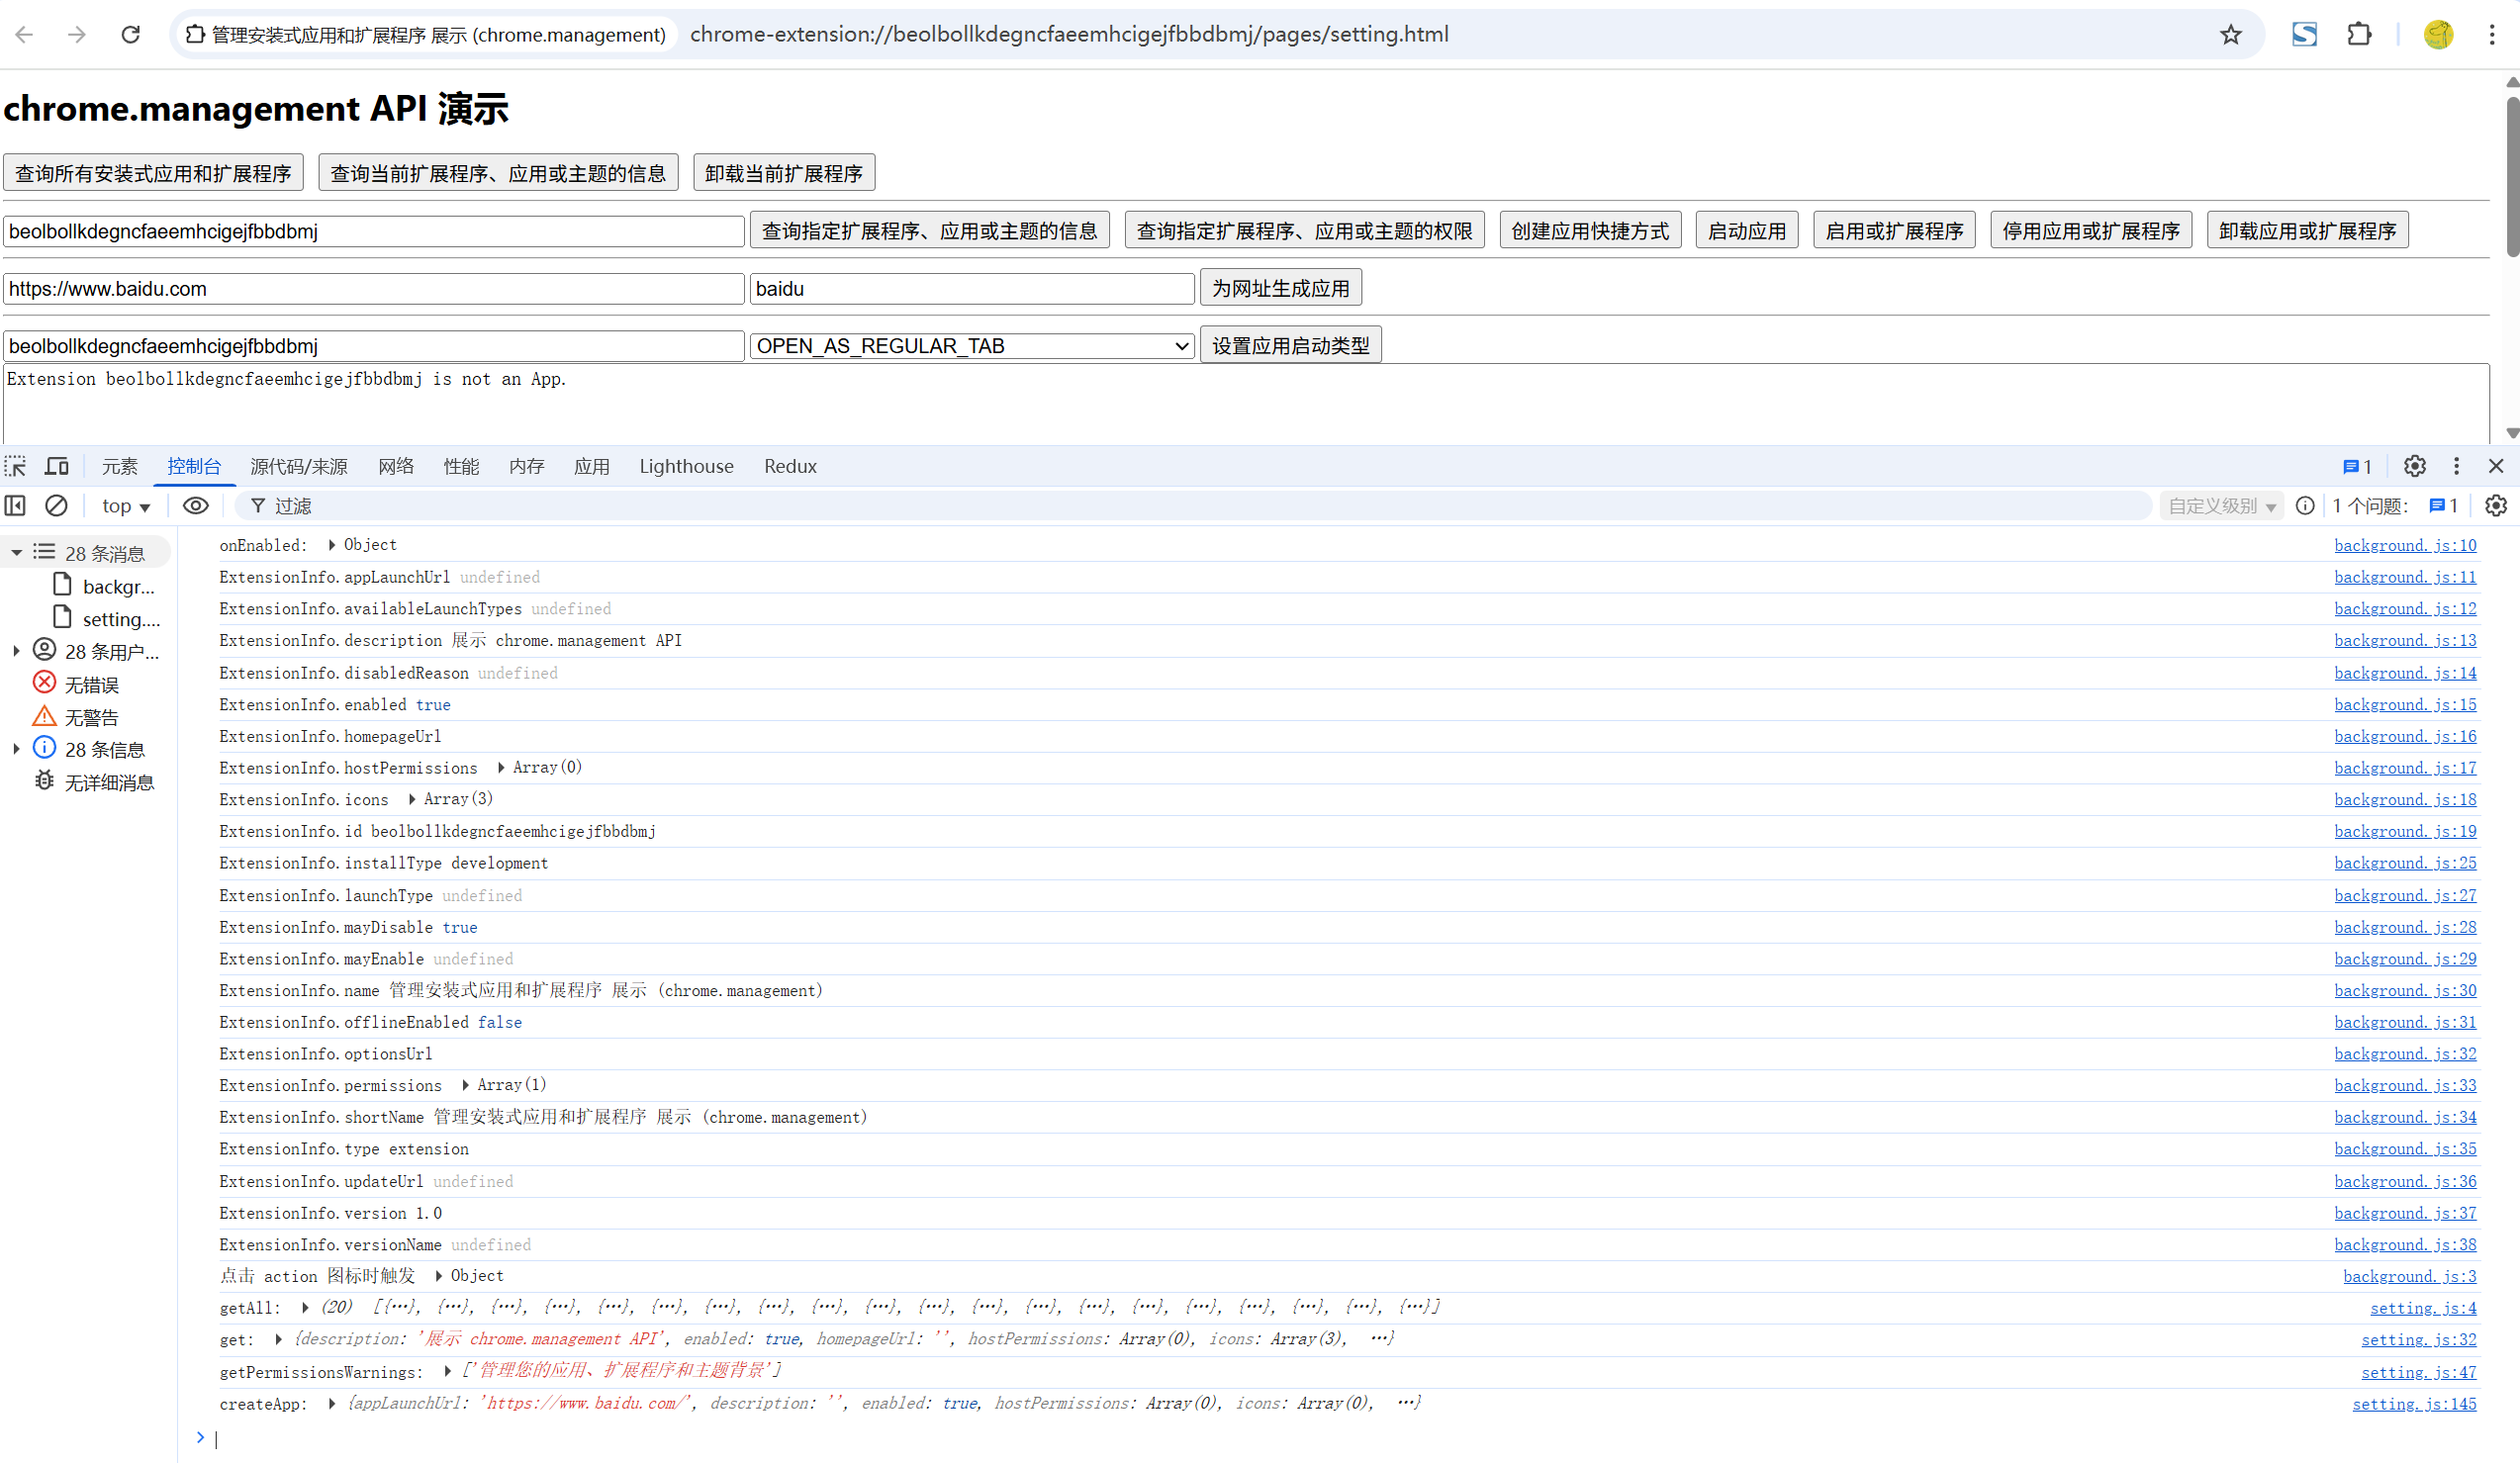 管理安装式应用和扩展程序 展示 (chrome.management) chrome-extension://beolbollkdegncfaeemhcigejfbbdbmj/pages/setting.html
chrome.management API 演示
查询所有安装式应用和扩展程序 查询当前扩展程序、应用或主题的信息 卸载当前扩展程序
beolbollkdegncfaeemhcigejfbbdbmj 查询指定扩展程序、应用或主题的信息 查询指定扩展程序、应用或主题的权限 创建应用快捷方式 启动应用 启用或扩展程序 停用应用或扩展程序 卸载应用或扩展程序
https://www.baidu.com baidu 为网址生成应用
beolbollkdegncfaeemhcigejfbbdbmj OPEN_AS_REGULAR_TAB 设置应用启动类型
Extension beolbollkdegncfaeemhcigejfbbdbmj is not an App.
元素 控制台 源代码/来源 网络 性能 内存 应用 Lighthouse Redux 1
top 过滤 自定义级别 1 个问题: 1
28 条消息
backgr...
setting....
28 条用户...
无错误
无警告
28 条信息
无详细消息
onEnabled: Object background.js:10
ExtensionInfo.appLaunchUrl undefined background.js:11
ExtensionInfo.availableLaunchTypes undefined background.js:12
ExtensionInfo.description 展示 chrome.management API background.js:13
ExtensionInfo.disabledReason undefined background.js:14
ExtensionInfo.enabled true background.js:15
ExtensionInfo.homepageUrl background.js:16
ExtensionInfo.hostPermissions Array(0) background.js:17
ExtensionInfo.icons Array(3) background.js:18
ExtensionInfo.id beolbollkdegncfaeemhcigejfbbdbmj background.js:19
ExtensionInfo.installType development background.js:25
ExtensionInfo.launchType undefined background.js:27
ExtensionInfo.mayDisable true background.js:28
ExtensionInfo.mayEnable undefined background.js:29
ExtensionInfo.name 管理安装式应用和扩展程序 展示 (chrome.management) background.js:30
ExtensionInfo.offlineEnabled false background.js:31
ExtensionInfo.optionsUrl background.js:32
ExtensionInfo.permissions Array(1) background.js:33
ExtensionInfo.shortName 管理安装式应用和扩展程序 展示 (chrome.management) background.js:34
ExtensionInfo.type extension background.js:35
ExtensionInfo.updateUrl undefined background.js:36
ExtensionInfo.version 1.0 background.js:37
ExtensionInfo.versionName undefined background.js:38
点击 action 图标时触发 Object background.js:3
getAll: (20) [{…}, {…}, {…}, {…}, {…}, {…}, {…}, {…}, {…}, {…}, {…}, {…}, {…}, {…}, {…}, {…}, {…}, {…}, {…}, {…}] setting.js:4
get: {description: '展示 chrome.management API', enabled: true, homepageUrl: '', hostPermissions: Array(0), icons: Array(3), …} setting.js:32
getPermissionsWarnings: ['管理您的应用、扩展程序和主题背景'] setting.js:47
createApp: {appLaunchUrl: 'https://www.baidu.com/', description: '', enabled: true, hostPermissions: Array(0), icons: Array(0), …} setting.js:145